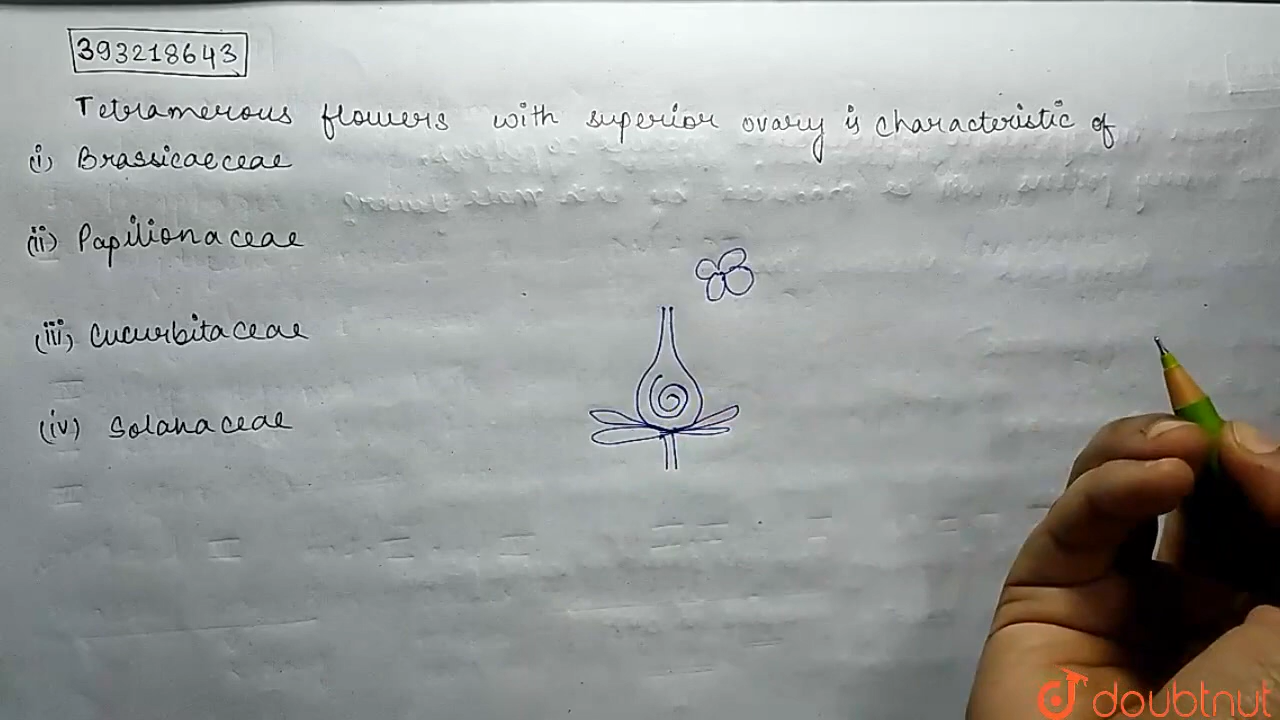 393218643
Tetramerous flowers with superior ovary is characteristic of
(i) Brassicaeceae
(ii) Papilionaceae
(iii) Cucurbitaceae
(iv) Solanaceae
doubtnut